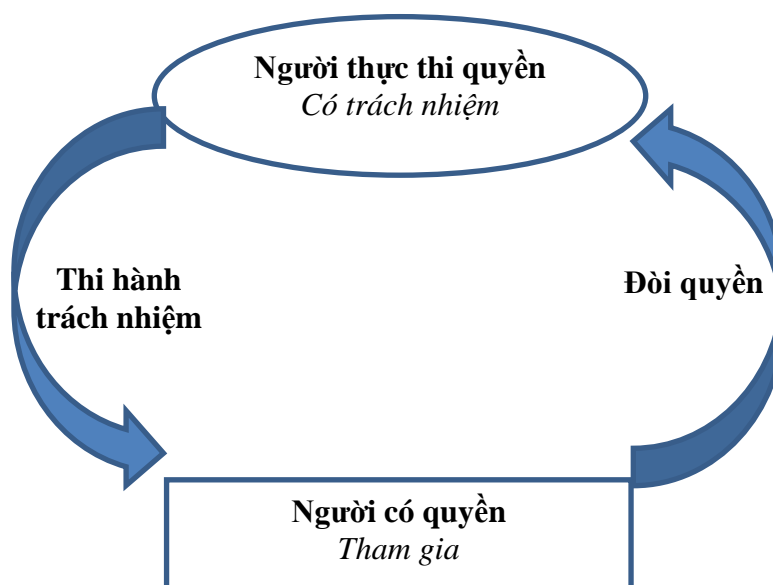 Người thực thi quyền
Có trách nhiệm
Thi hành
trách nhiệm
Đòi quyền
Người có quyền
Tham gia